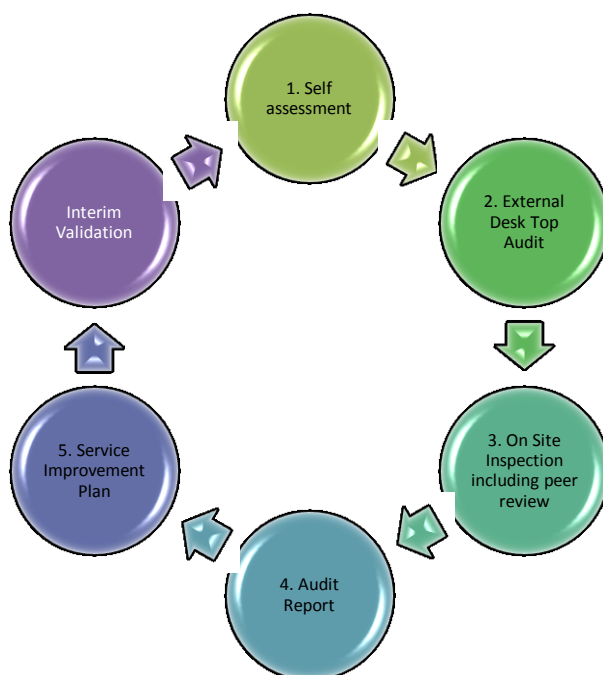 1. Self
assessment
2. External
Desk Top
Audit
3. On Site
Inspection
including peer
review
4. Audit
Report
5. Service
Improvement
Plan
Interim
Validation